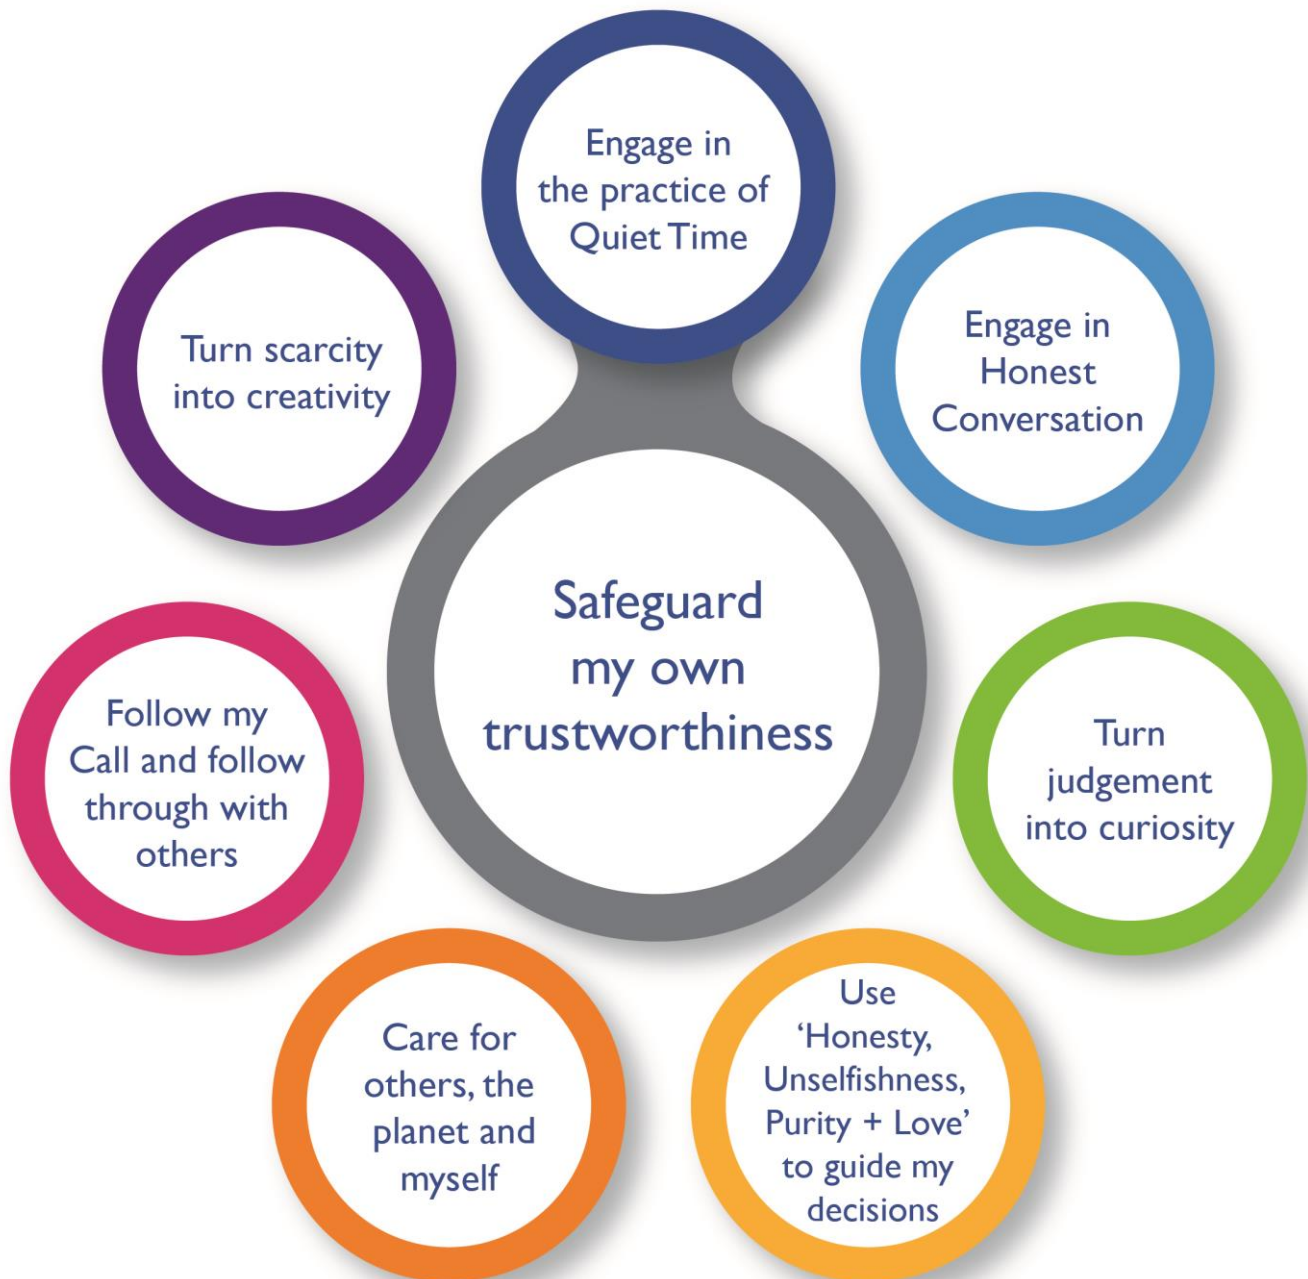 Engage in
the practice of
Quiet Time
Engage in
Honest
Conversation
Turn
judgement
into curiosity
Use
‘Honesty,
Unselfishness,
Purity + Love’
to guide my
decisions
Care for
others, the
planet and
myself
Follow my
Call and follow
through with
others
Turn scarcity
into creativity
Safeguard
my own
trustworthiness